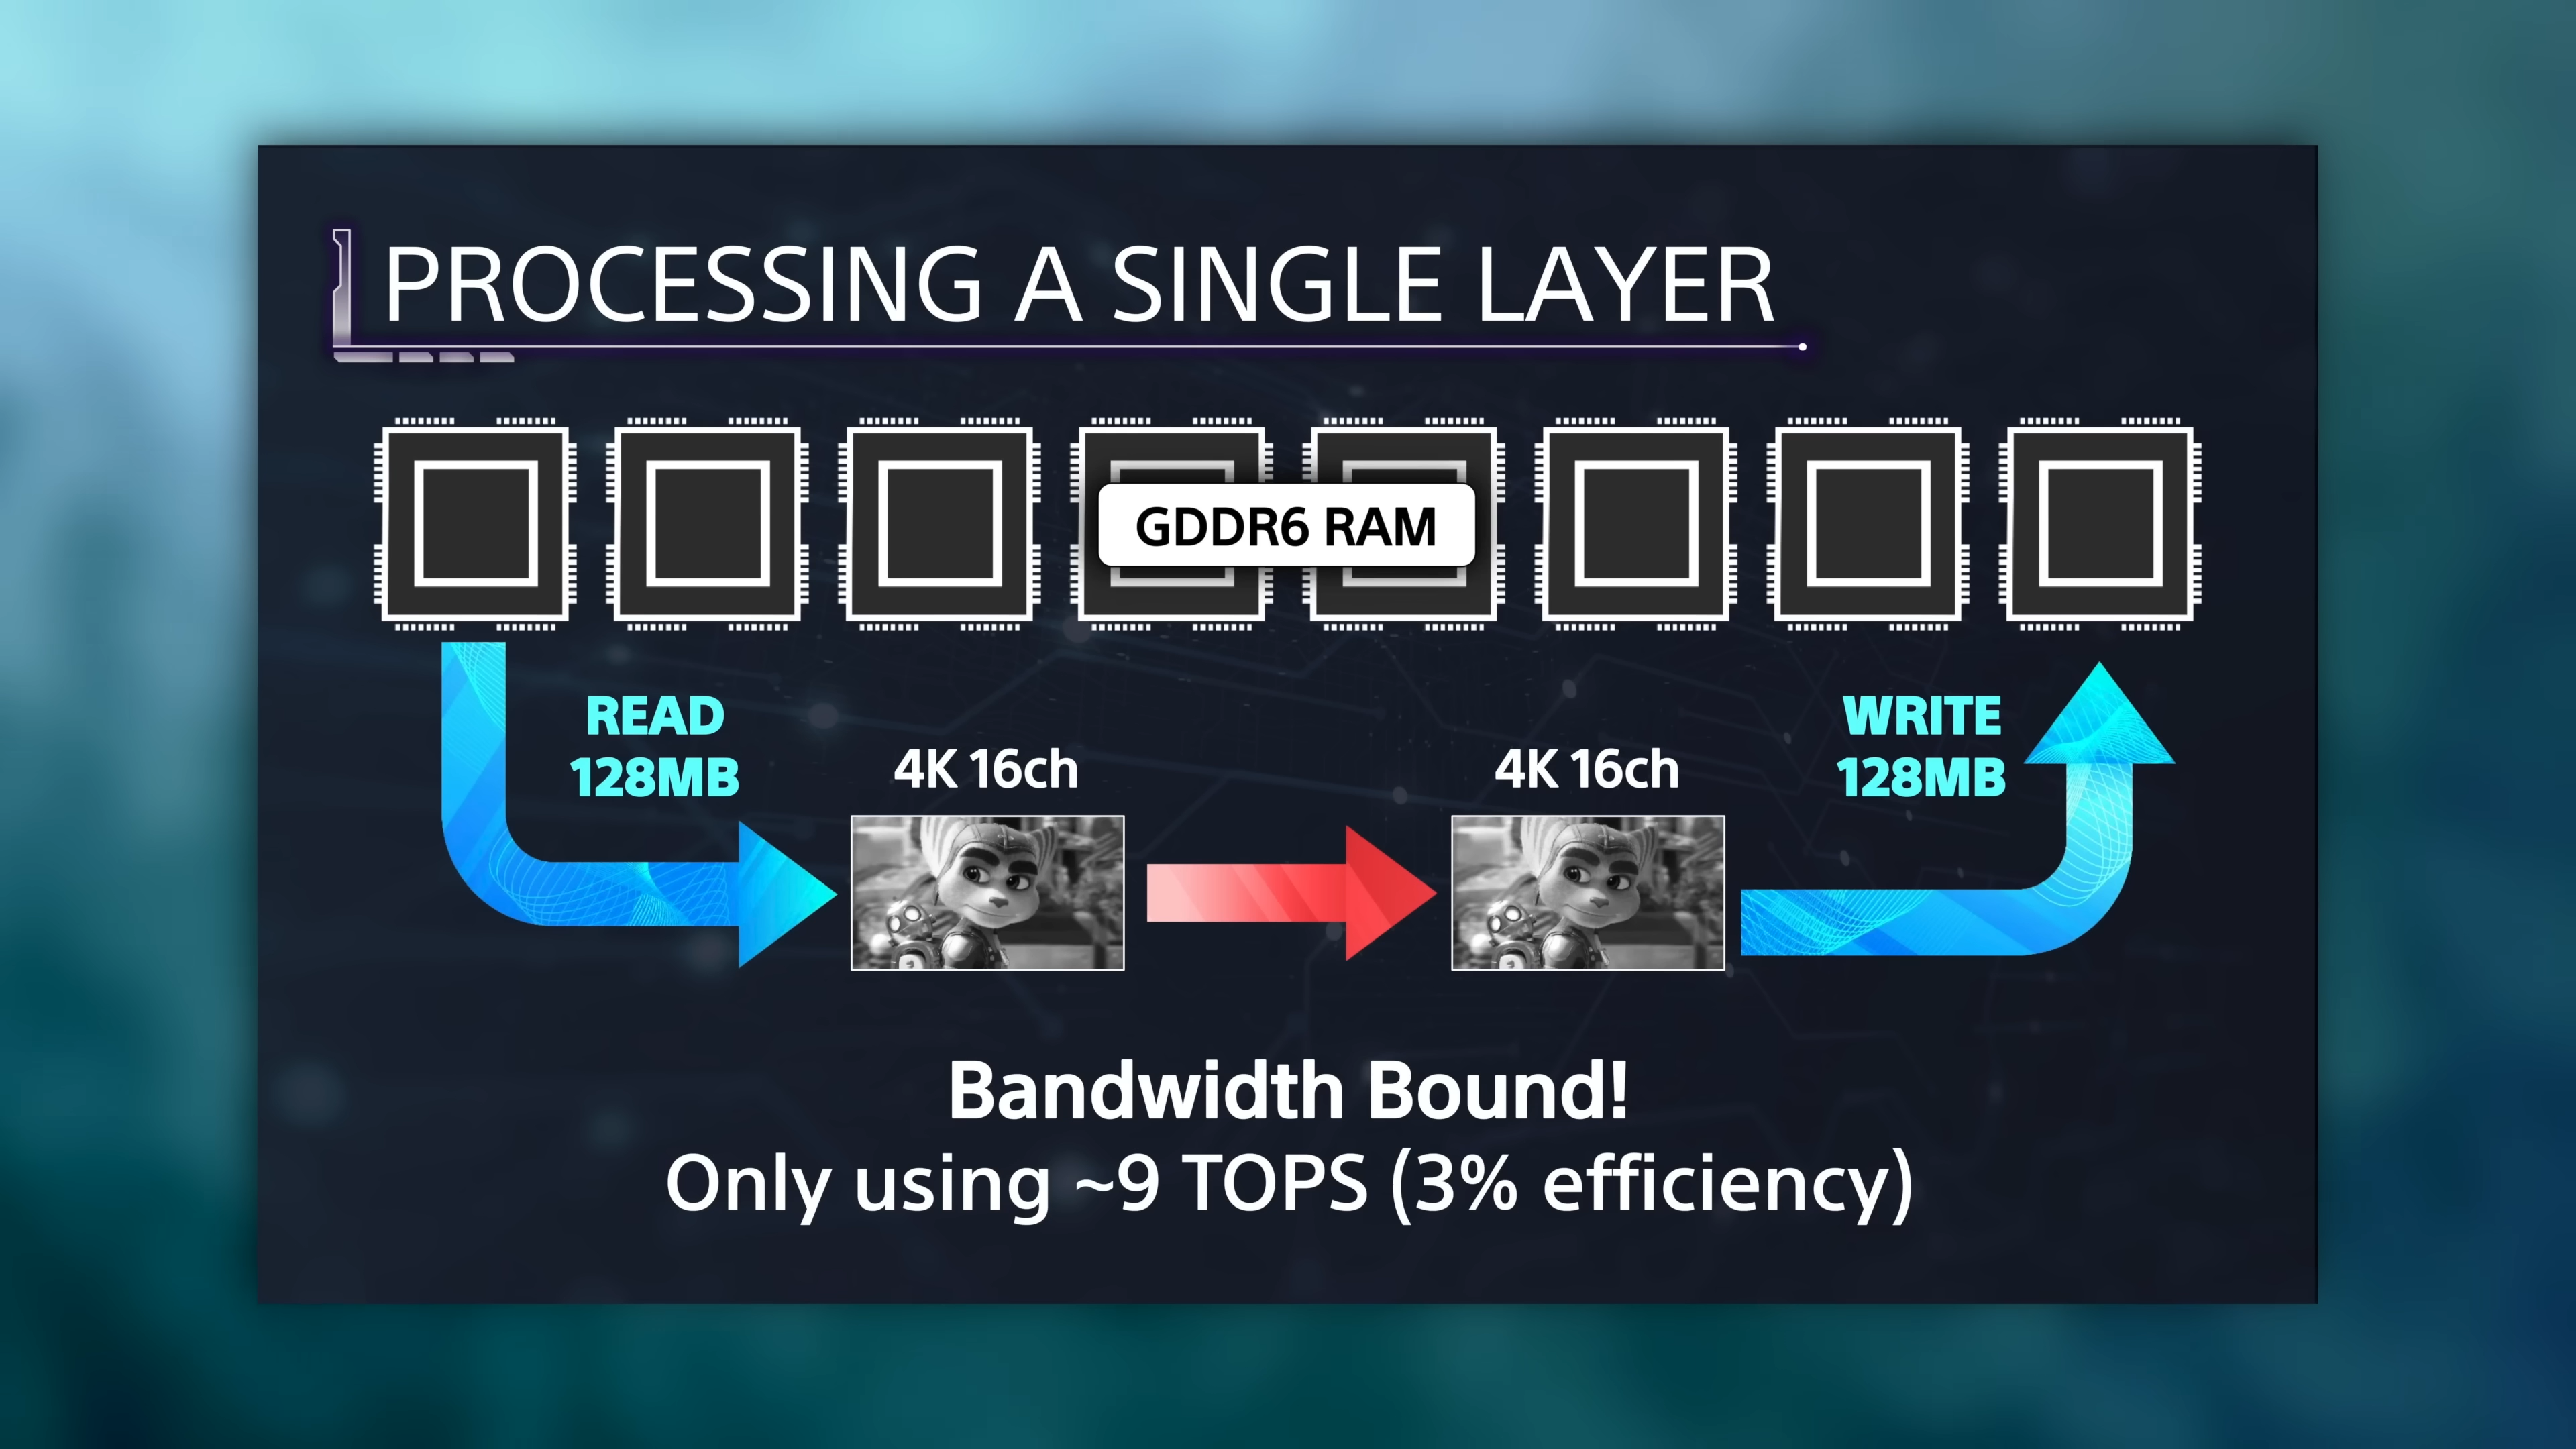 PROCESSING A SINGLE LAYER
GDDR6 RAM
READ
128MB
4K 16ch
4K 16ch
WRITE
128MB
Bandwidth Bound!
Only using ~9 TOPS (3% efficiency)